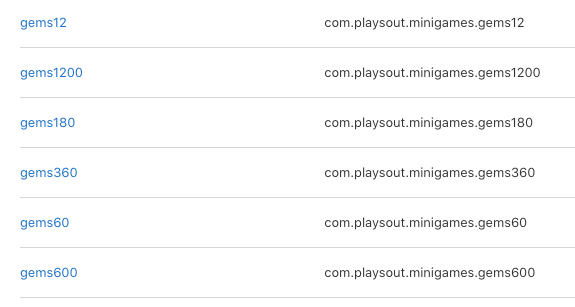 gems12 com.playsout.minigames.gems12
gems1200 com.playsout.minigames.gems1200
gems180 com.playsout.minigames.gems180
gems360 com.playsout.minigames.gems360
gems60 com.playsout.minigames.gems60
gems600 com.playsout.minigames.gems600